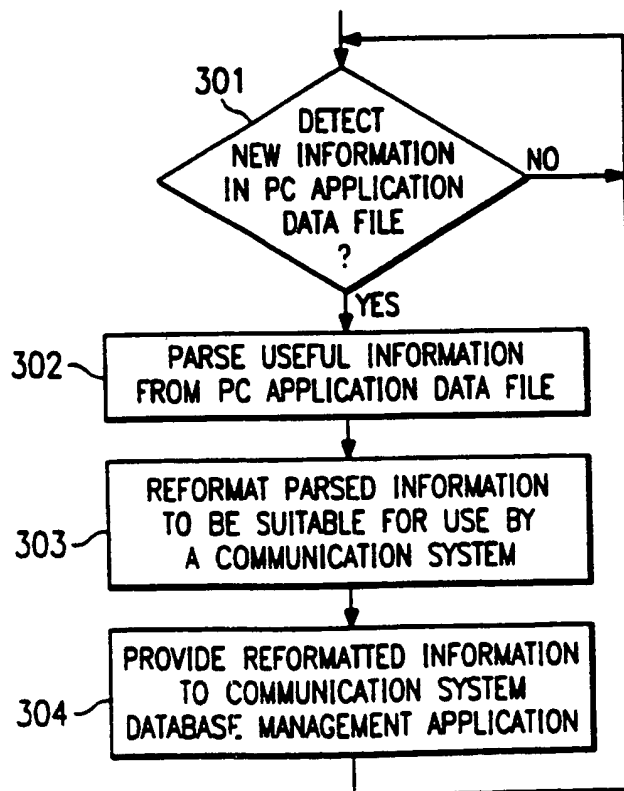 301
DETECT
NEW INFORMATION
IN PC APPLICATION
DATA FILE
?
NO
YES
302
PARSE USEFUL INFORMATION
FROM PC APPLICATION DATA FILE
303
REFORMAT PARSED INFORMATION
TO BE SUITABLE FOR USE BY
A COMMUNICATION SYSTEM
304
PROVIDE REFORMATTED INFORMATION
TO COMMUNICATION SYSTEM
DATABASE MANAGEMENT APPLICATION